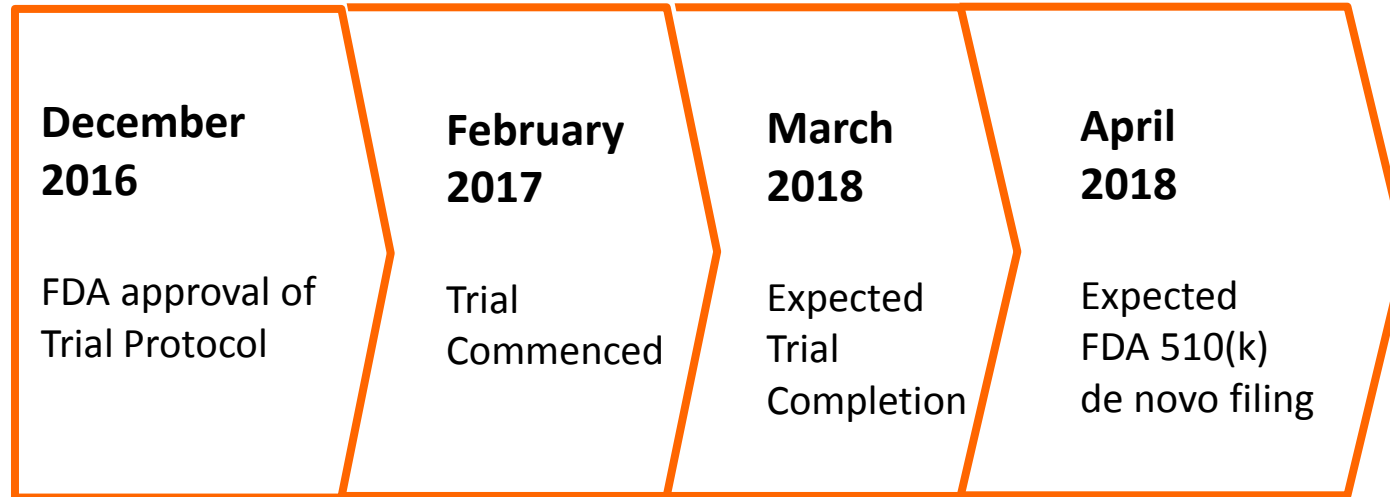 December
2016
FDA approval of
Trial Protocol
February
2017
Trial
Commenced
March
2018
Expected
Trial
Completion
April
2018
Expected
FDA 510(k)
de novo filing